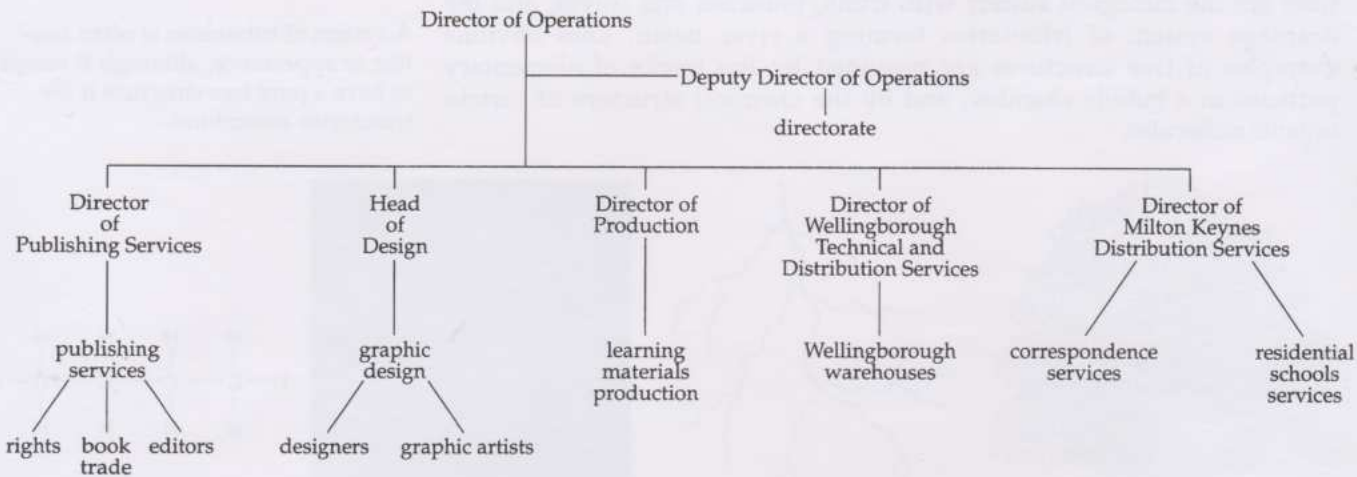 Director of Operations
Deputy Director of Operations
directorate
Director
of
Publishing Services
Head
of
Design
Director of
Production
Director of
Wellingborough
Technical and
Distribution Services
Director of
Milton Keynes
Distribution Services
publishing
services
graphic
design
learning
materials
production
Wellingborough
warehouses
correspondence
services
residential
schools
services
rights
book
trade
editors
designers
graphic artists